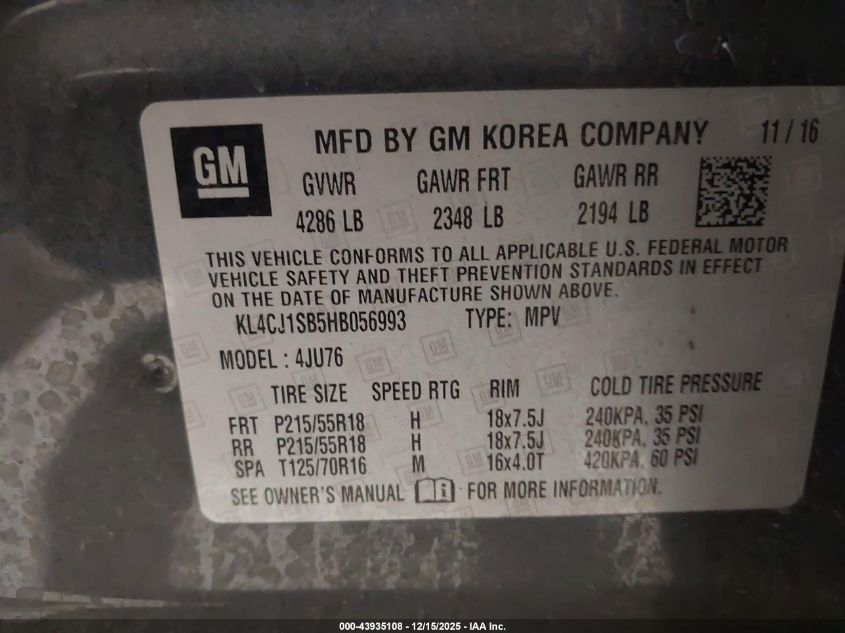 GM
MFD BY GM KOREA COMPANY 11 / 16
GVWR GAWR FRT GAWR RR
4286 LB 2348 LB 2194 LB
THIS VEHICLE CONFORMS TO ALL APPLICABLE U.S. FEDERAL MOTOR
VEHICLE SAFETY AND THEFT PREVENTION STANDARDS IN EFFECT
ON THE DATE OF MANUFACTURE SHOWN ABOVE.
KL4CJ1SB5HB056993 TYPE: MPV
MODEL : 4JU76
TIRE SIZE SPEED RTG RIM COLD TIRE PRESSURE
FRT P215/55R18 H 18x7.5J 240KPA, 35 PSI
RR P215/55R18 H 18x7.5J 240KPA, 35 PSI
SPA T125/70R16 M 16x4.0T 420KPA, 60 PSI
SEE OWNER'S MANUAL FOR MORE INFORMATION.
000-43935108 - 12/15/2025 - IAA Inc.